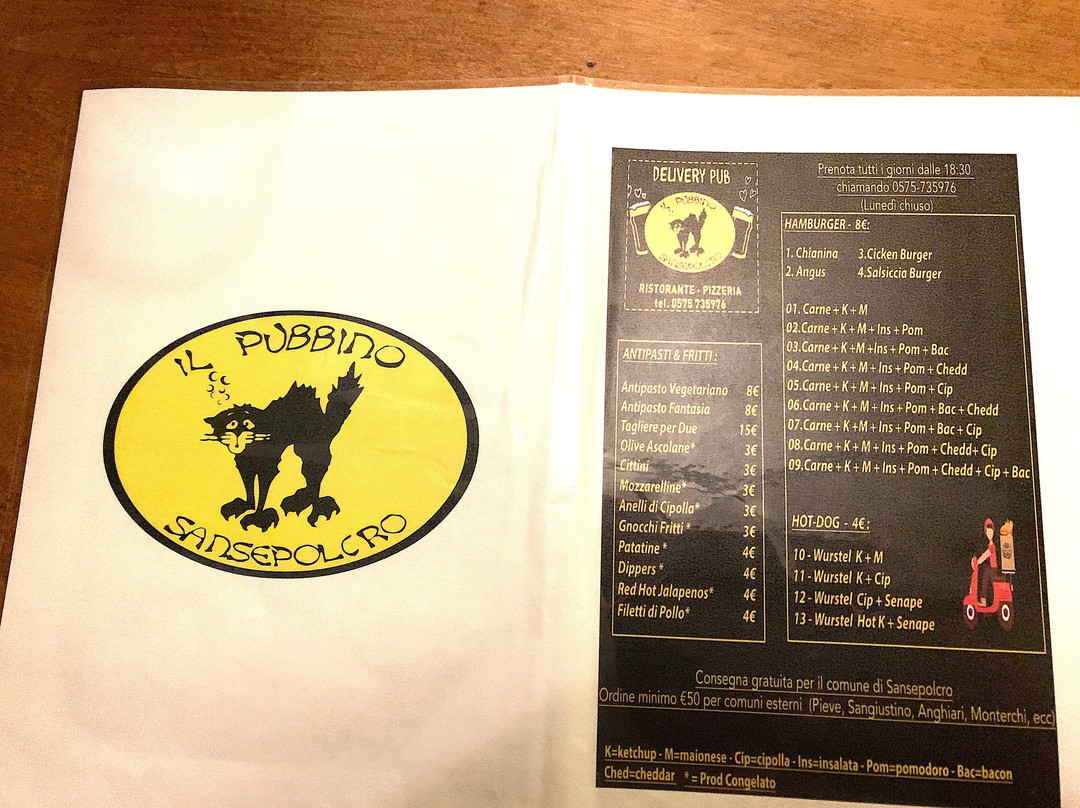 IL PUBBINO
SANSEPOLCRO
DELIVERY PUB
IL PUBBINO
SANSEPOLCRO
RISTORANTE - PIZZERIA
tel. 0575 735976
ANTIPASTI & FRITTI :
Antipasto Vegetariano 8€
Antipasto Fantasia 8€
Tagliere per Due 15€
Olive Ascolane* 3€
Cittini 3€
Mozzarelline* 3€
Anelli di Cipolla* 3€
Gnocchi Fritti * 3€
Patatine * 4€
Dippers * 4€
Red Hot Jalapenos* 4€
Filetti di Pollo* 4€
Prenota tutti i giorni dalle 18:30
chiamando 0575-735976
(Lunedì chiuso)
HAMBURGER - 8€:
1. Chianina 3.Cicken Burger
2. Angus 4.Salsiccia Burger
01. Carne + K + M
02.Carne + K + M + Ins + Pom
03.Carne + K +M +Ins + Pom + Bac
04.Carne + K + M + Ins + Pom + Chedd
05.Carne + K + M + Ins + Pom + Cip
06.Carne + K + M + Ins + Pom + Bac + Chedd
07.Carne + K + M + Ins + Pom + Bac + Cip
08.Carne + K + M + Ins + Pom + Chedd+ Cip
09.Carne + K + M + Ins + Pom + Chedd + Cip + Bac
HOT-DOG - 4€ :
10 - Wurstel K + M
11 - Wurstel K + Cip
12 - Wurstel Cip + Senape
13 - Wurstel Hot K + Senape
Consegna gratuita per il comune di Sansepolcro
Ordine minimo €50 per comuni esterni (Pieve, Sangiustino, Anghiari, Monterchi, ecc)
K=ketchup - M=maionese - Cip=cipolla - Ins=insalata - Pom=pomodoro - Bac=bacon
Ched=cheddar * = Prod Congelato